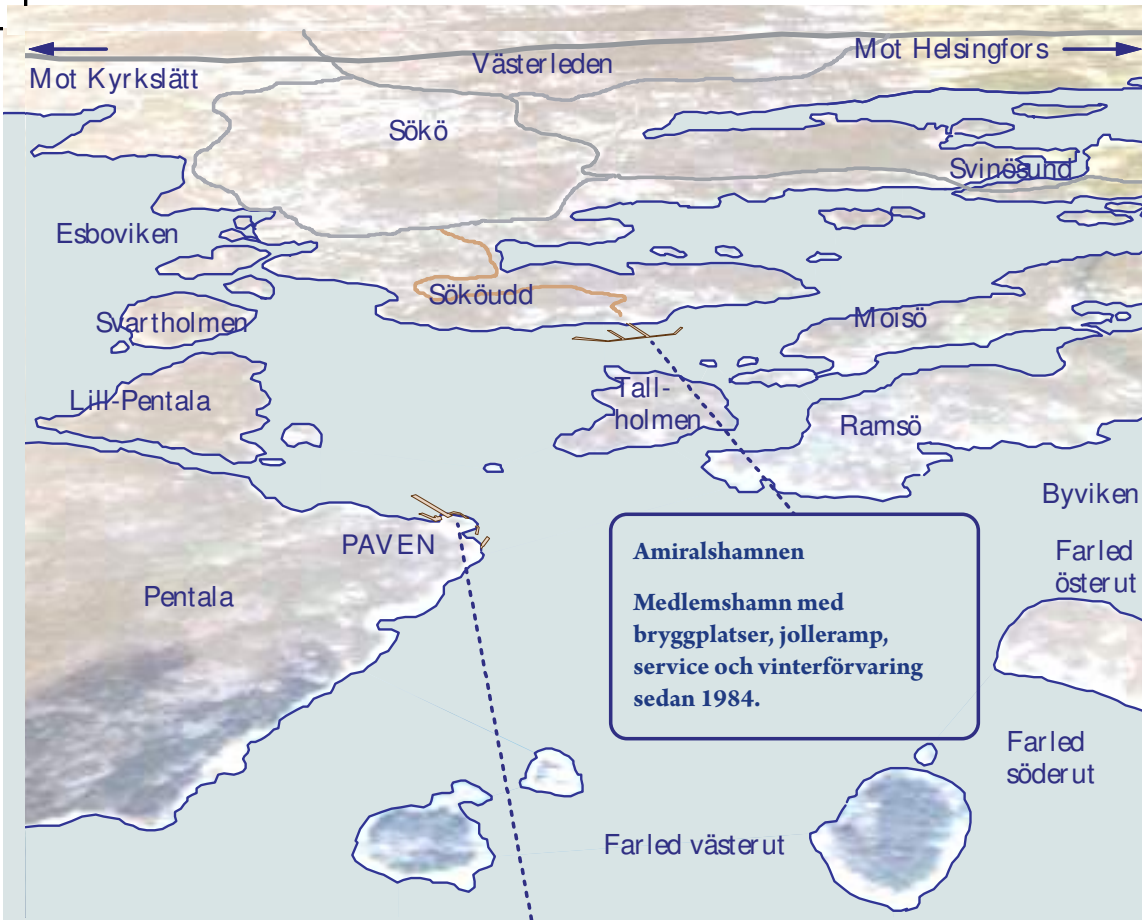 Mot Kyrkslätt
Västerleden
Mot Helsingfors
Sökö
Svinösund
Esboviken
Sököudd
Svartholmen
Moisö
Lill-Pentala
Tall-
holmen
Ramsö
Byviken
PAVEN
Farled
österut
Pentala
Amiralshamnen
Medlemshamn med
bryggplatser, jolleramp,
service och vinterförvaring
sedan 1984.
Farled
söderut
Farled västerut